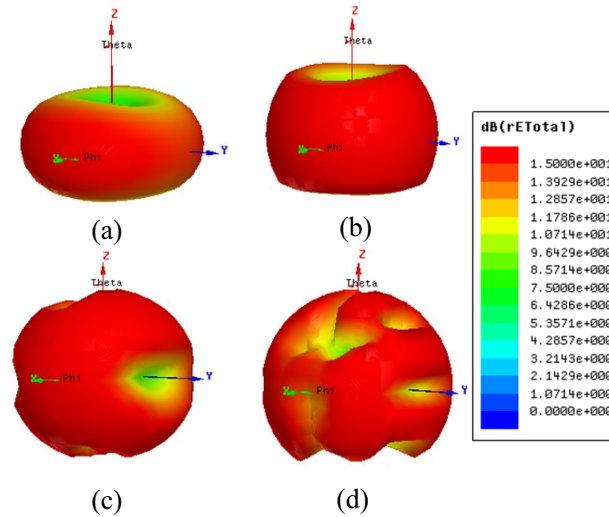 Z
Theta
X
Phi
Y
(a)
Z
Theta
X
Phi
Y
(b)
dB(rETotal)
1.5000e+001
1.3929e+001
1.2857e+001
1.1786e+001
1.0714e+001
9.6429e+000
8.5714e+000
7.5000e+000
6.4286e+000
5.3571e+000
4.2857e+000
3.2143e+000
2.1429e+000
1.0714e+000
0.0000e+000
Z
Theta
X
Phi
Y
(c)
Z
Theta
X
Phi
Y
(d)